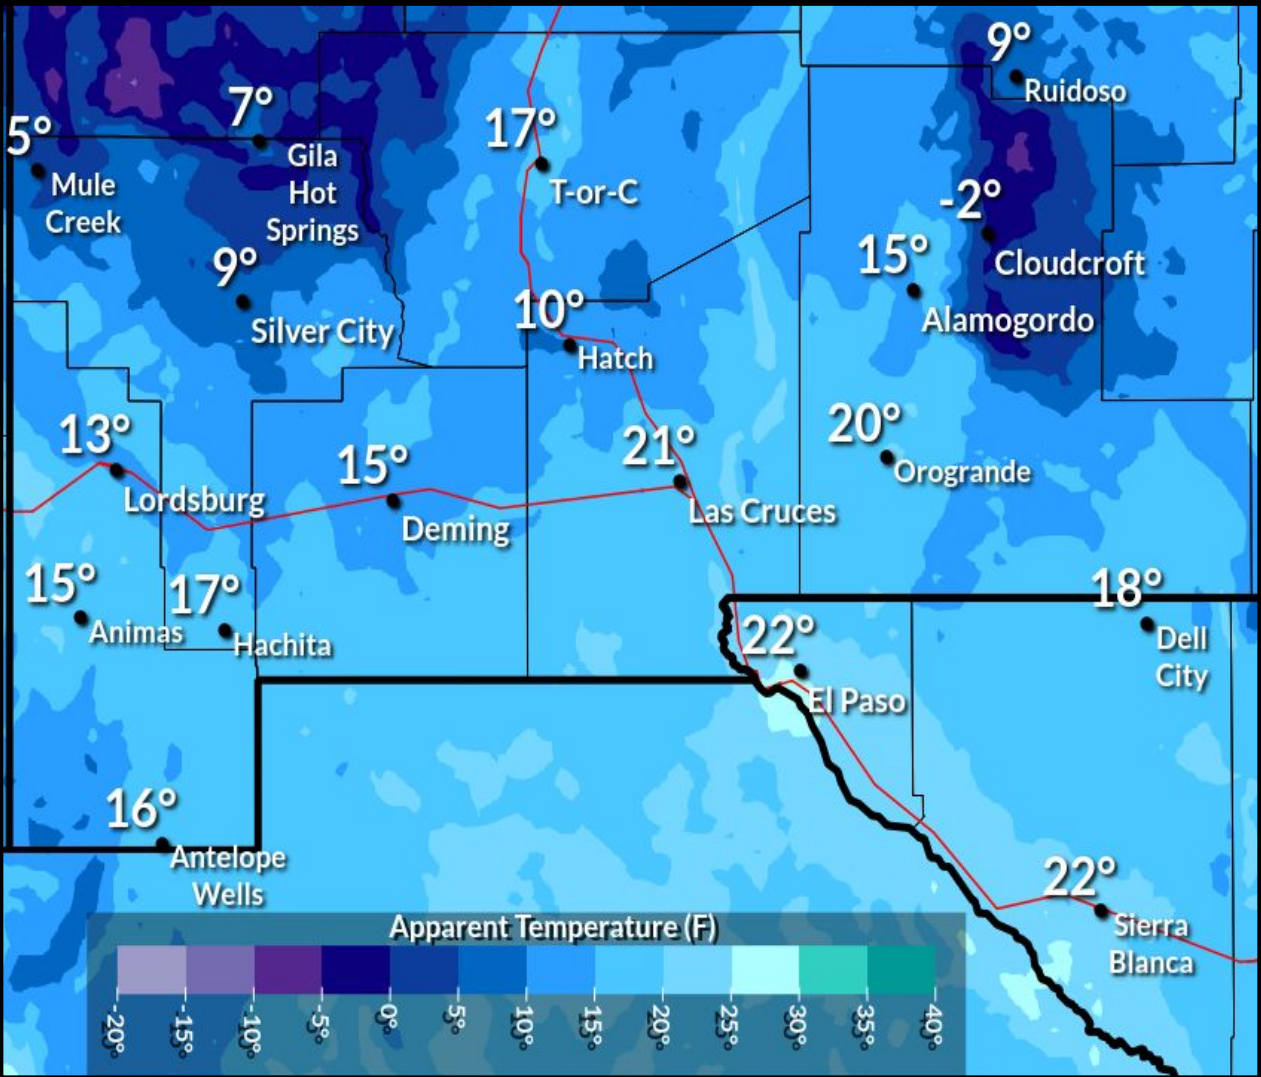 9°
Ruidoso
7°
Gila
Hot
Springs
17°
T-or-C
5°
Mule
Creek
-2°
Cloudcroft
9°
Silver City
15°
Alamogordo
10°
Hatch
13°
Lordsburg
15°
Deming
21°
Las Cruces
20°
Orogrande
15°
Animas
17°
Hachita
22°
El Paso
18°
Dell
City
16°
Antelope
Wells
22°
Sierra
Blanca
Apparent Temperature (F)
-20°
-15°
-10°
-5°
0°
5°
10°
15°
20°
25°
30°
35°
40°